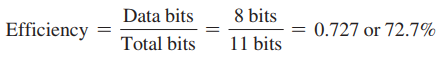 Efficiency = Data bits / Total bits = 8 bits / 11 bits = 0.727 or 72.7%